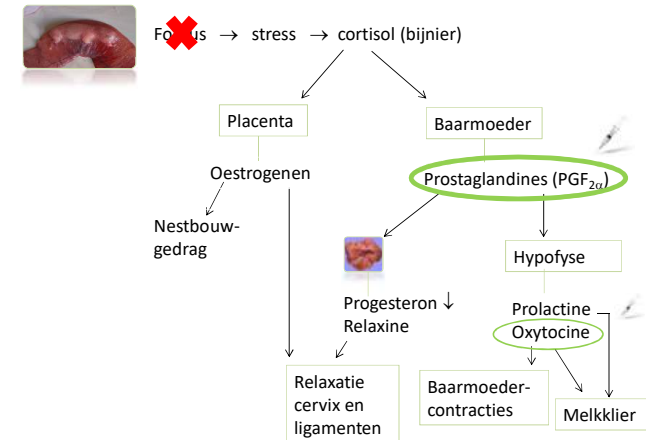 → stress → cortisol (bijnier)
Placenta
Baarmoeder
Oestrogenen
Prostaglandines (PGF₂α)
Nestbouw-
gedrag
Hypofyse
Progesteron ↓
Relaxine
Prolactine
Oxytocine
Relaxatie
cervix en
ligamenten
Baarmoeder-
contracties
Melkklier